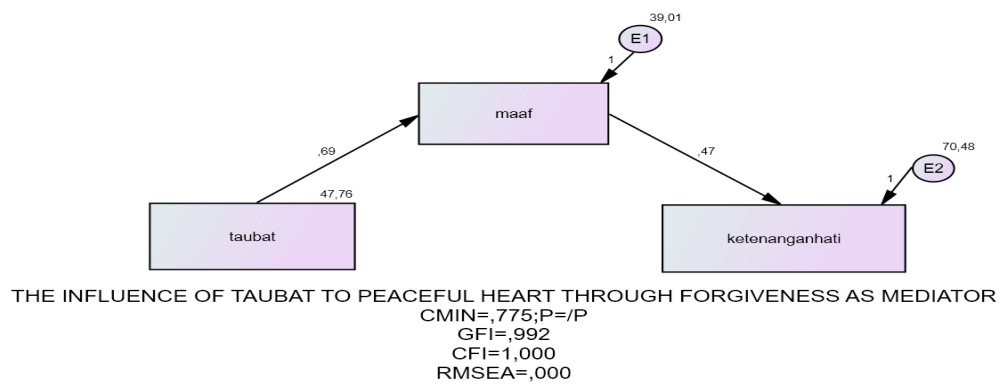 39,01
E1
1
maaf
,69
,47
70,48
E2
1
47,76
taubat
ketenanganhati
THE INFLUENCE OF TAUBAT TO PEACEFUL HEART THROUGH FORGIVENESS AS MEDIATOR
CMIN=,775;P=/P
GFI=,992
CFI=1,000
RMSEA=,000